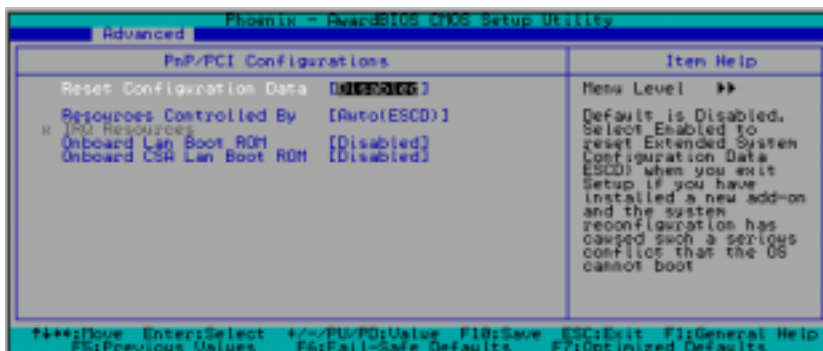 Phoenix - AwardBIOS CMOS Setup Utility
Advanced
PnP/PCI Configurations
Item Help
Reset Configuration Data [Disabled]
Resources Controlled By [Auto(ESCD)]
x IRQ Resources
Onboard Lan Boot ROM [Disabled]
Onboard CSA Lan Boot ROM [Disabled]
Menu Level ▶▶
Default is Disabled.
Select Enabled to
reset Extended System
Configuration Data
ESCD) when you exit
Setup if you have
installed a new add-on
and the system
reconfiguration has
caused such a serious
conflict that the OS
cannot boot
↑↓→←:Move Enter:Select +/-/PU/PD:Value F10:Save ESC:Exit F1:General Help
F5:Previous Values F6:Fail-Safe Defaults F7:Optimized Defaults